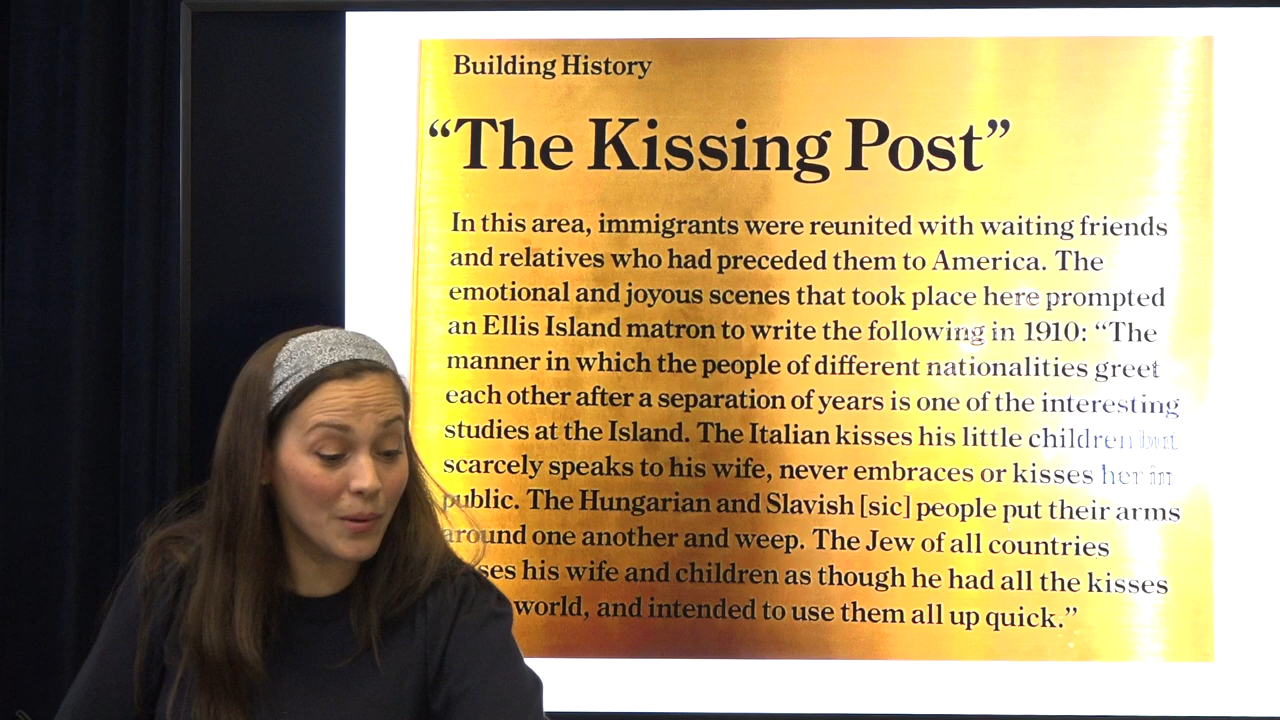 Building History
“The Kissing Post”
In this area, immigrants were reunited with waiting friends
and relatives who had preceded them to America. The
emotional and joyous scenes that took place here prompted
an Ellis Island matron to write the following in 1910: “The
manner in which the people of different nationalities greet
each other after a separation of years is one of the interesting
studies at the Island. The Italian kisses his little children but
scarcely speaks to his wife, never embraces or kisses her in
public. The Hungarian and Slavish [sic] people put their arms
around one another and weep. The Jew of all countries
his wife and children as though he had all the kisses
world, and intended to use them all up quick.”